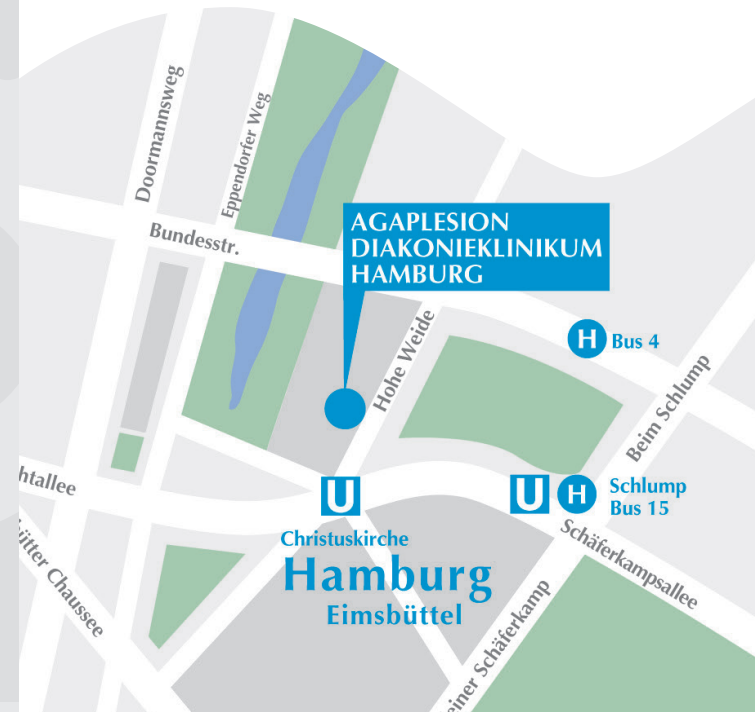 Doormannsweg
Eppendorfer Weg
Bundesstr.
AGAPLESION
DIAKONIEKLINIKUM
HAMBURG
Hohe Weide
H Bus 4
Beim Schlump
htallee
U
U H Schlump
Bus 15
Christuskirche
Hamburg
Eimsbüttel
Schäferkampsallee
ütter Chaussee
einer Schäferkamp